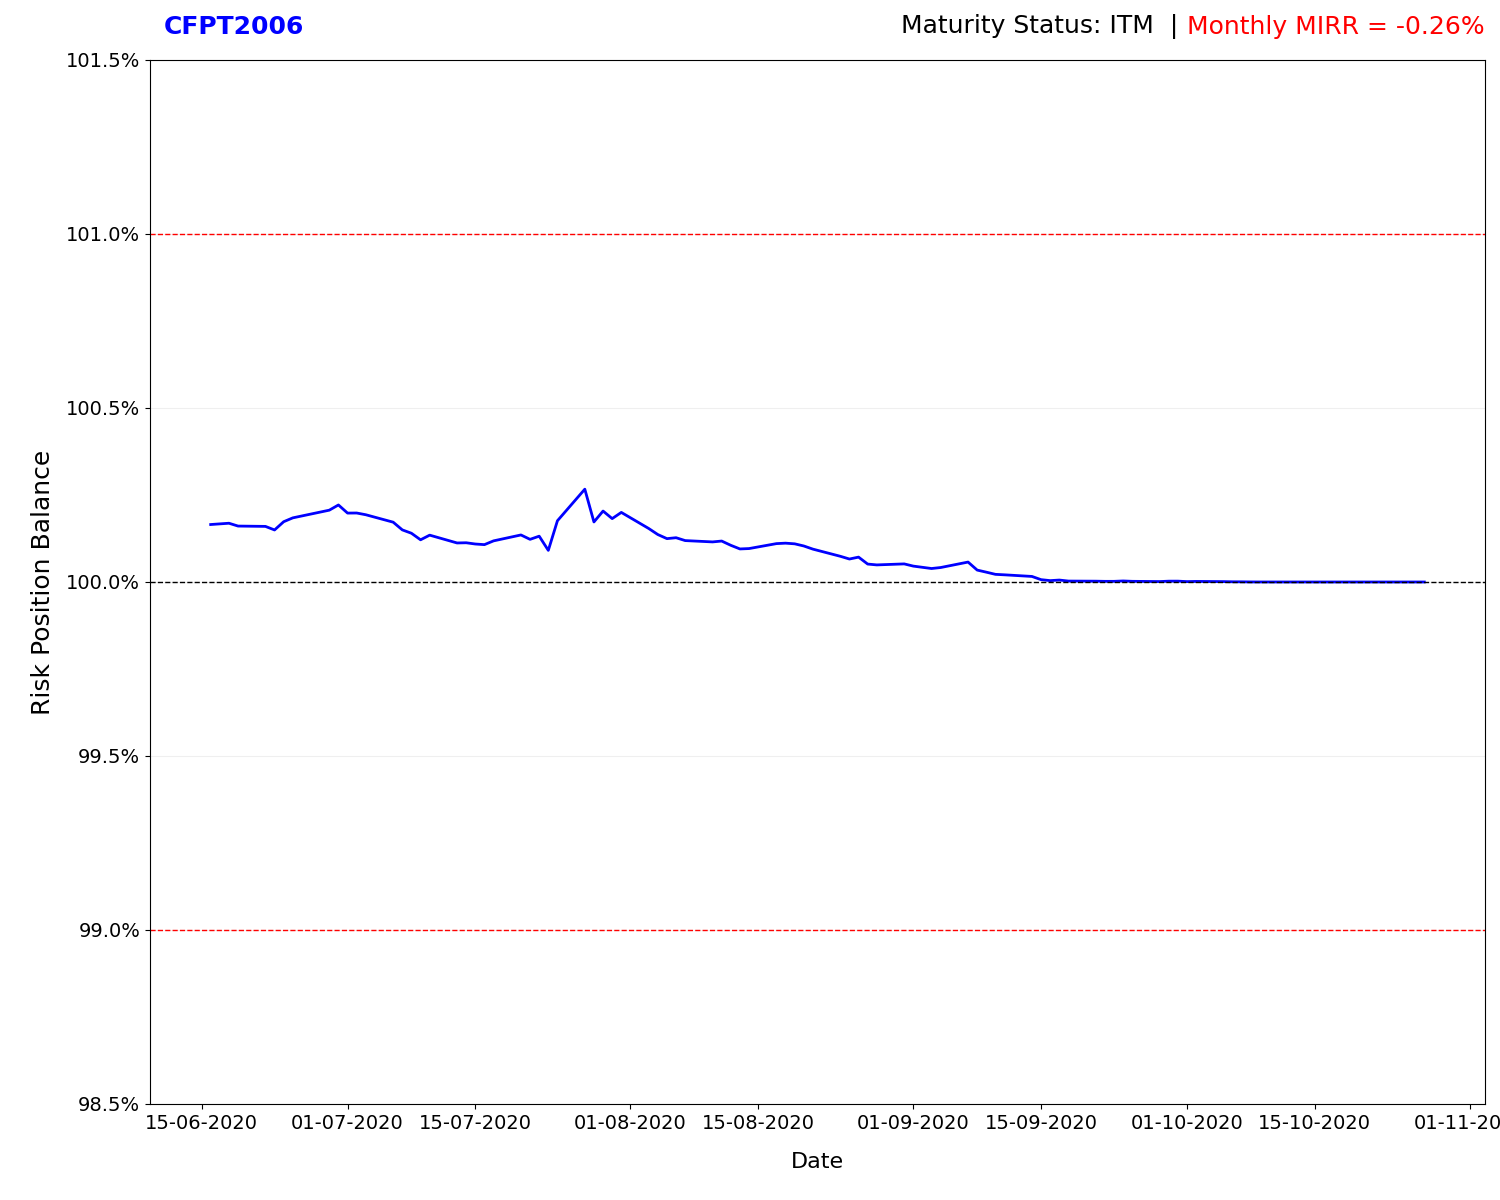 CFPT2006
Maturity Status: ITM | Monthly MIRR = -0.26%
101.5%
101.0%
100.5%
100.0%
99.5%
99.0%
98.5%
Risk Position Balance
15-06-2020 01-07-2020 15-07-2020 01-08-2020 15-08-2020 01-09-2020 15-09-2020 01-10-2020 15-10-2020 01-11-20
Date